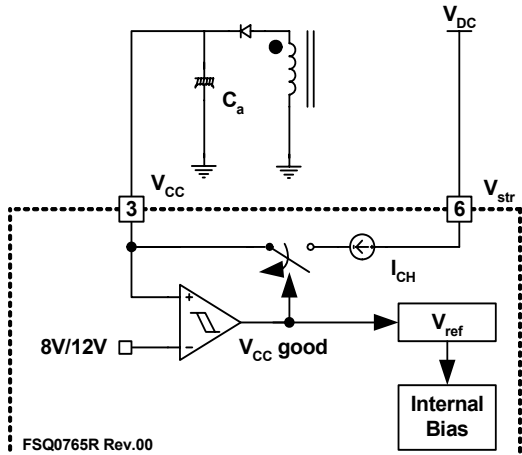 V_DC
C_a
V_CC
V_str
3
6
I_CH
+
8V/12V
-
V_CC good
V_ref
Internal
Bias
FSQ0765R Rev.00